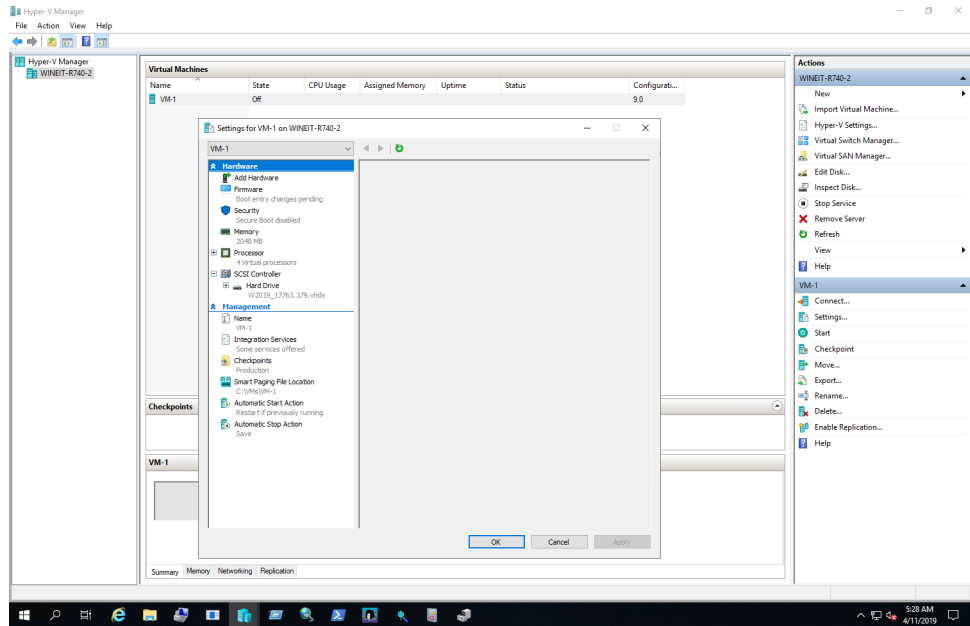 Hyper-V Manager
File Action View Help
Hyper-V Manager
WINEIT-R740-2
Virtual Machines
Name State CPU Usage Assigned Memory Uptime Status Configurati...
VM-1 Off 9.0
Settings for VM-1 on WINEIT-R740-2
VM-1
Hardware
Add Hardware
Firmware
Boot entry changes pending
Security
Secure Boot disabled
Memory
2048 MB
Processor
4 Virtual processors
SCSI Controller
Hard Drive
W2019_17763.379.vhdx
Management
Name
VM-1
Integration Services
Some services offered
Checkpoints
Production
Smart Paging File Location
C:\VMs\VM-1
Automatic Start Action
Restart if previously running
Automatic Stop Action
Save
OK Cancel Apply
Checkpoints
VM-1
Summary Memory Networking Replication
Actions
WINEIT-R740-2
New
Import Virtual Machine...
Hyper-V Settings...
Virtual Switch Manager...
Virtual SAN Manager...
Edit Disk...
Inspect Disk...
Stop Service
Remove Server
Refresh
View
Help
VM-1
Connect...
Settings...
Start
Checkpoint
Move...
Export...
Rename...
Delete...
Enable Replication...
Help
5:28 AM
4/11/2019